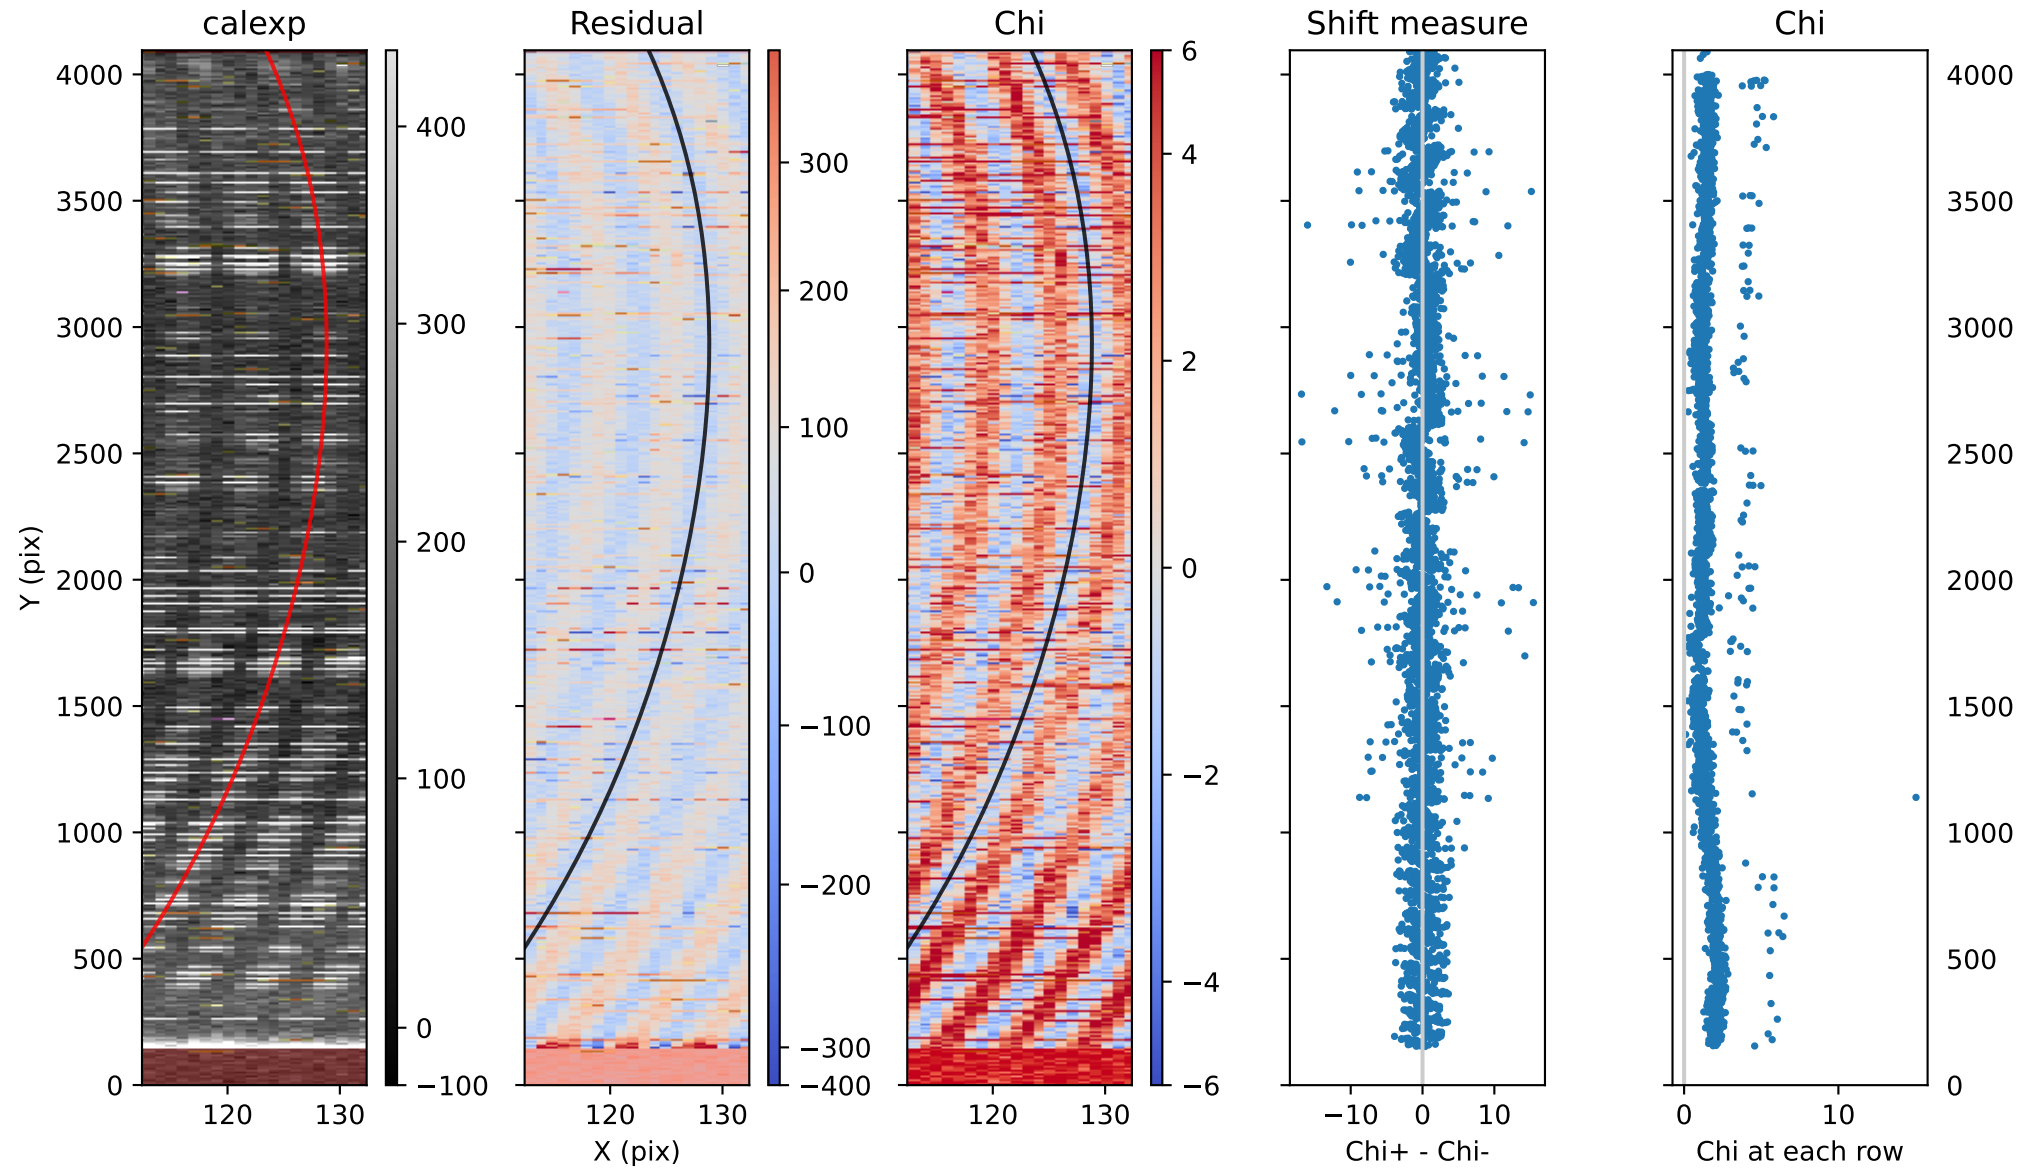 calexp Residual Chi Shift measure Chi
4000 3500 3000 2500 2000 1500 1000 500 0
Y (pix)
120 130
400 300 200 100 0 −100
120 130
X (pix)
300 200 100 0 −100 −200 −300 −400
120 130
6 4 2 0 −2 −4 −6
−10 0 10
Chi+ - Chi-
0 10
Chi at each row
4000 3500 3000 2500 2000 1500 1000 500 0